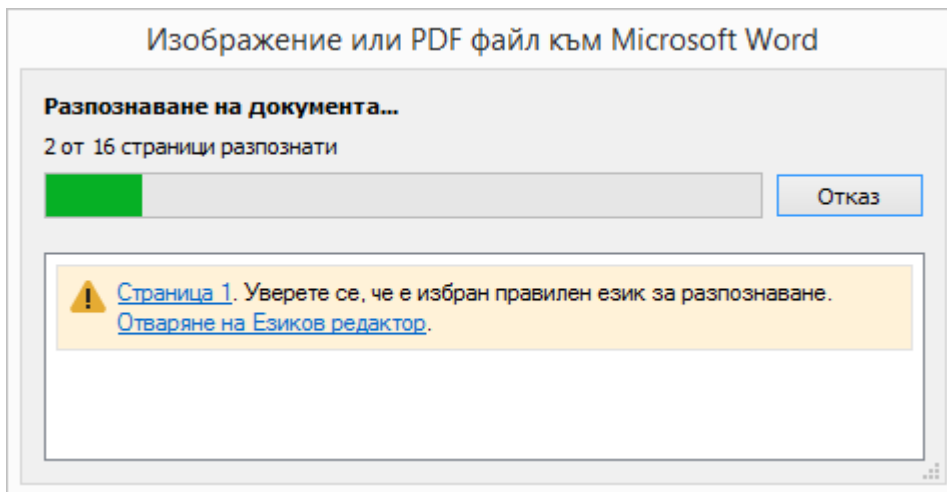 Изображение или PDF файл към Microsoft Word
Разпознаване на документа...
2 от 16 страници разпознати
Отказ
Страница 1. Уверете се, че е избран правилен език за разпознаване.
Отваряне на Езиков редактор.